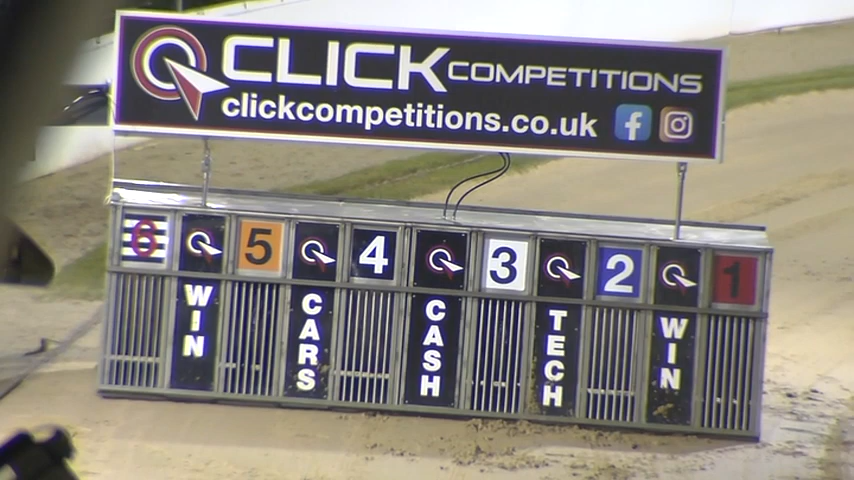 CLICK COMPETITIONS
clickcompetitions.co.uk
6 5 4 3 2 1
WIN
CARS
CASH
TECH
WIN